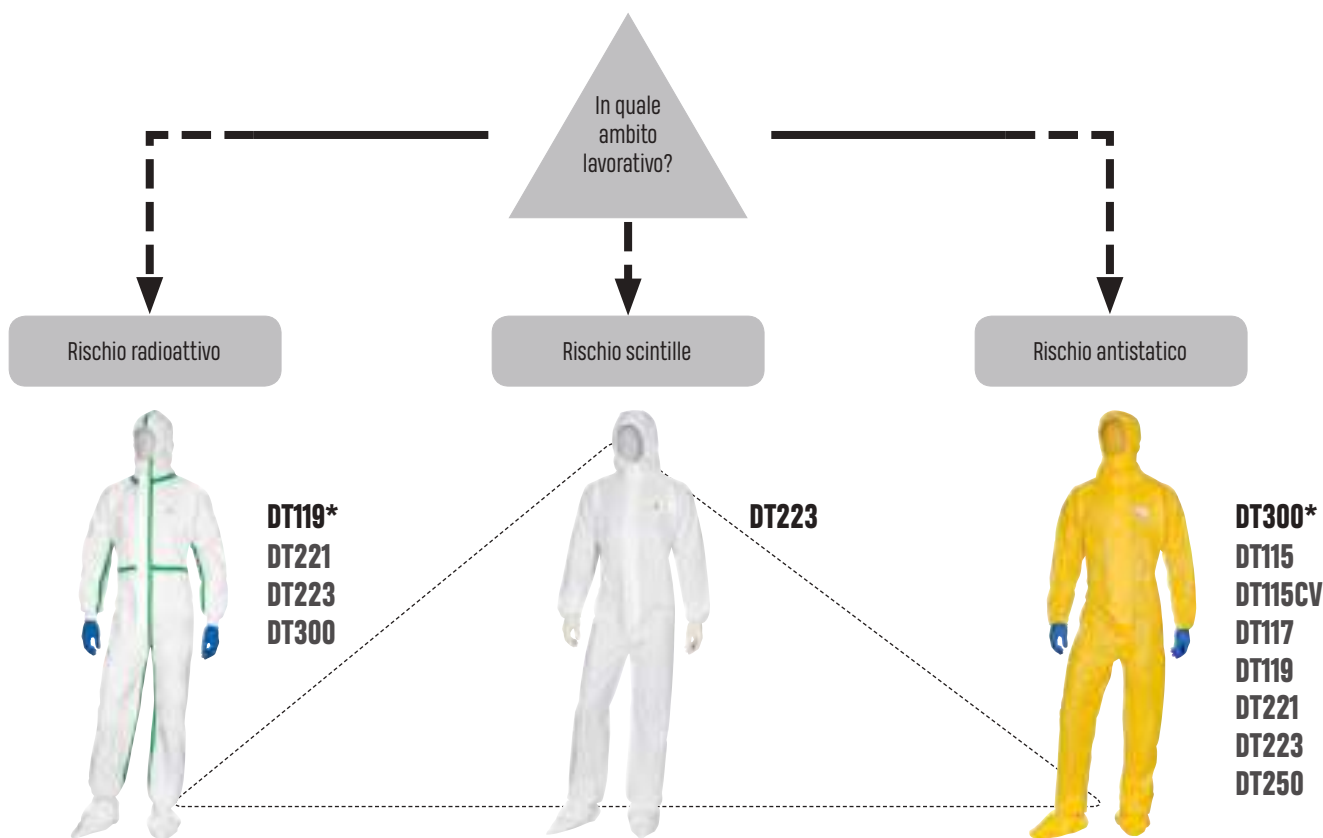 In quale
ambito
lavorativo?
Rischio radioattivo
Rischio scintille
Rischio antistatico
DT119*
DT221
DT223
DT300
DT223
DT300*
DT115
DT115CV
DT117
DT119
DT221
DT223
DT250